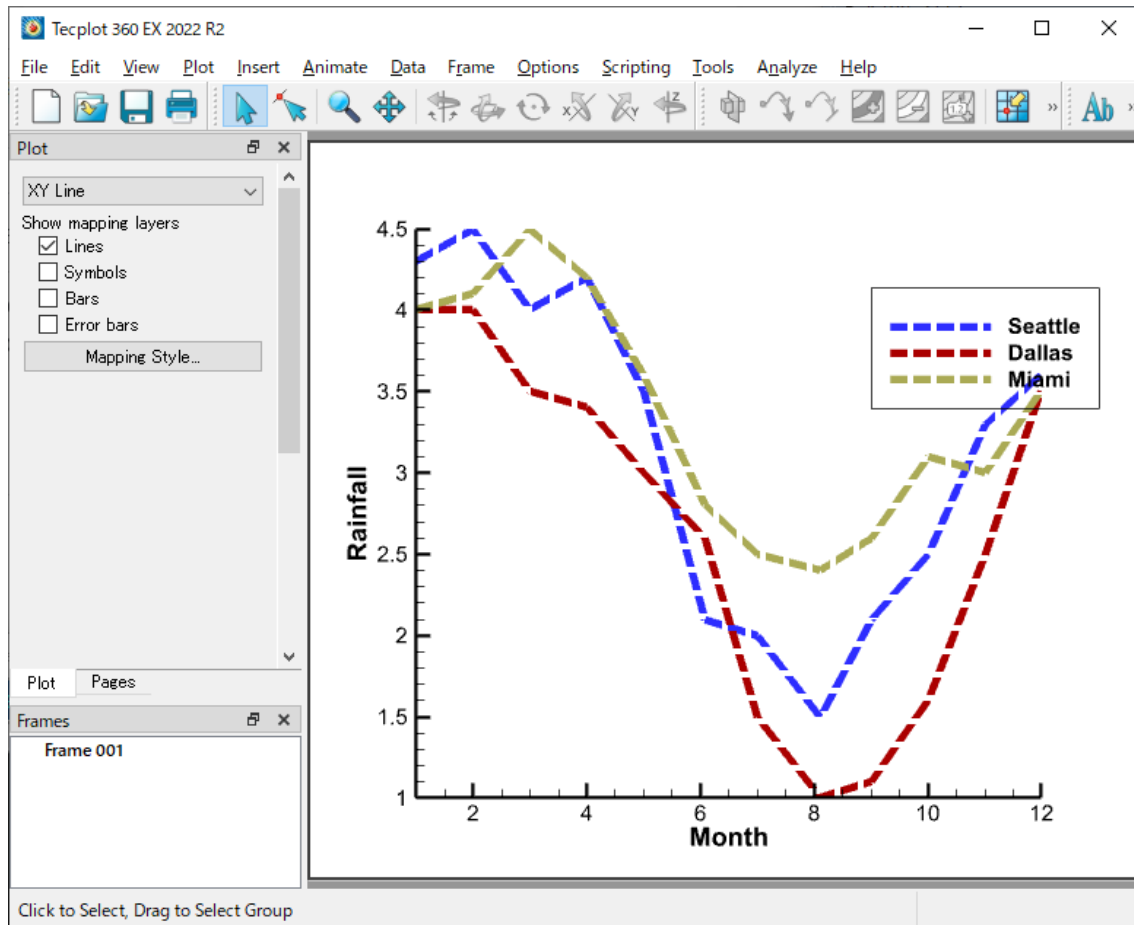 Tecplot 360 EX 2022 R2
File Edit View Plot Insert Animate Data Frame Options Scripting Tools Analyze Help
Plot
XY Line
Show mapping layers
Lines
Symbols
Bars
Error bars
Mapping Style...
Plot Pages
Frames
Frame 001
4.5
4
3.5
3
2.5
2
1.5
1
Rainfall
2 4 6 8 10 12
Month
Seattle
Dallas
Miami
Click to Select, Drag to Select Group